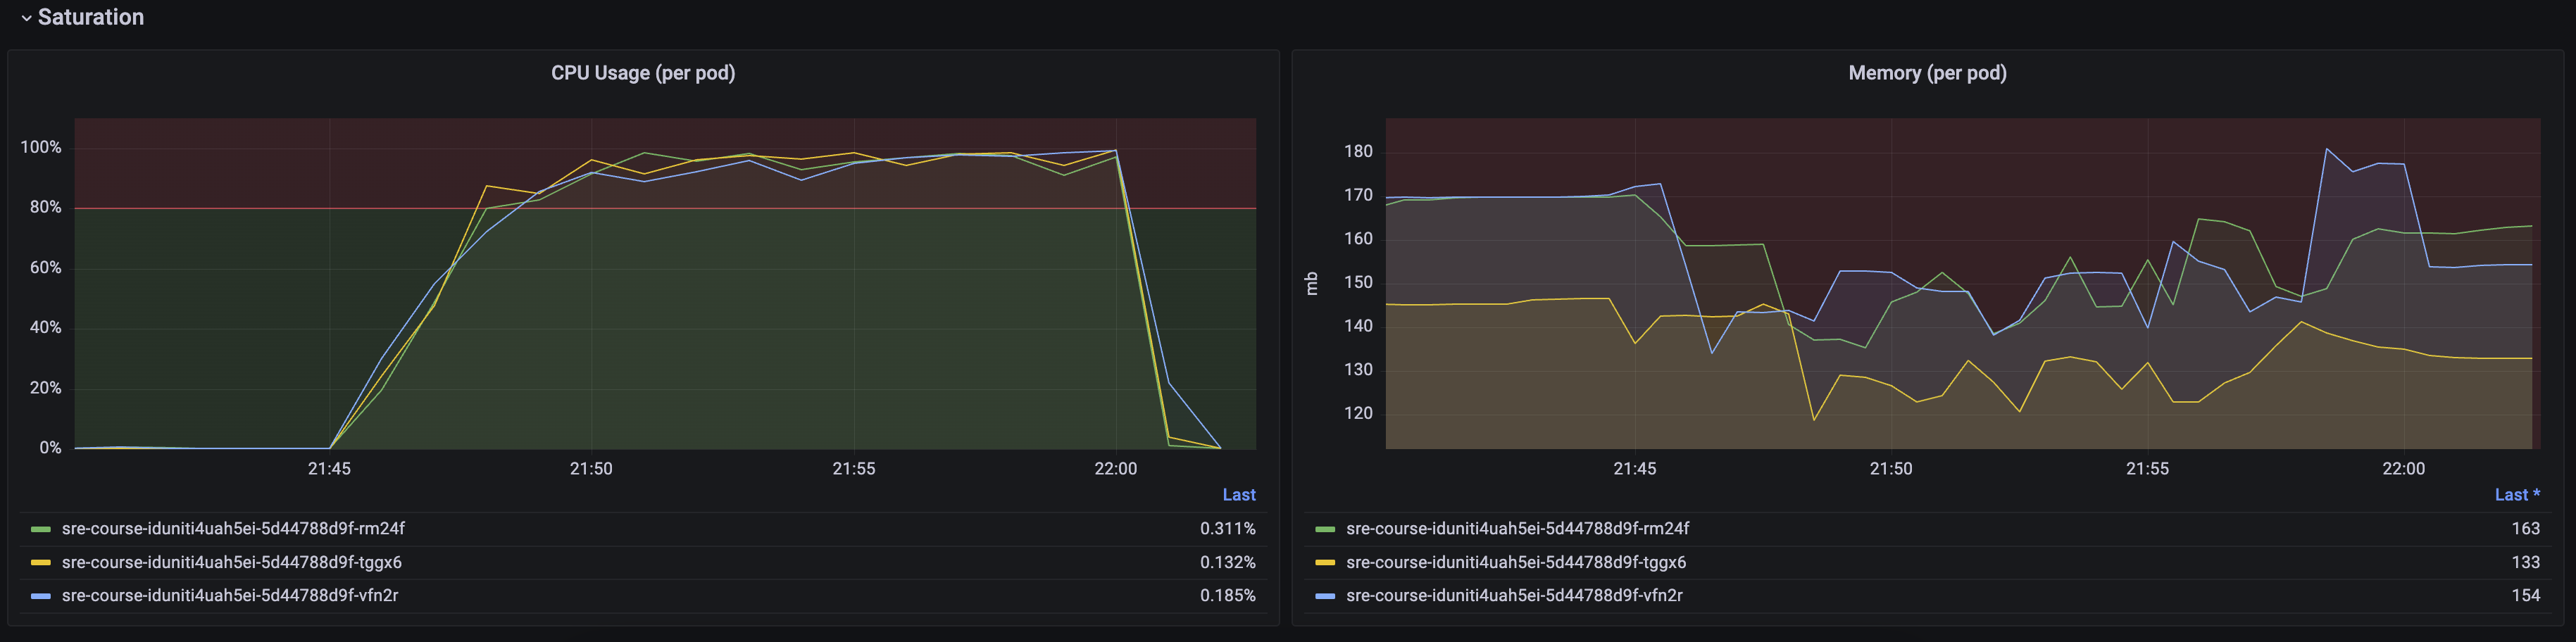 Saturation
CPU Usage (per pod)
100%
80%
60%
40%
20%
0%
21:45 21:50 21:55 22:00
Last
sre-course-iduniti4uah5ei-5d44788d9f-rm24f 0.311%
sre-course-iduniti4uah5ei-5d44788d9f-tggx6 0.132%
sre-course-iduniti4uah5ei-5d44788d9f-vfn2r 0.185%
Memory (per pod)
mb
180
170
160
150
140
130
120
21:45 21:50 21:55 22:00
Last *
sre-course-iduniti4uah5ei-5d44788d9f-rm24f 163
sre-course-iduniti4uah5ei-5d44788d9f-tggx6 133
sre-course-iduniti4uah5ei-5d44788d9f-vfn2r 154